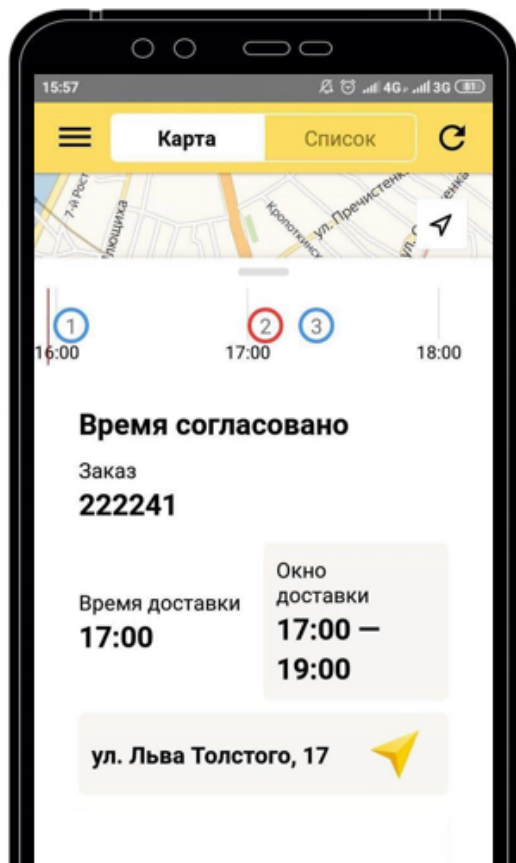 15:57 4G+ 3G 81
Карта Список
7-й Рост
Плющиха
Кропоткинск
ул. Пречистенк
1 2 3
16:00 17:00 18:00
Время согласовано
Заказ
222241
Время доставки
17:00
Окно
доставки
17:00 —
19:00
ул. Льва Толстого, 17